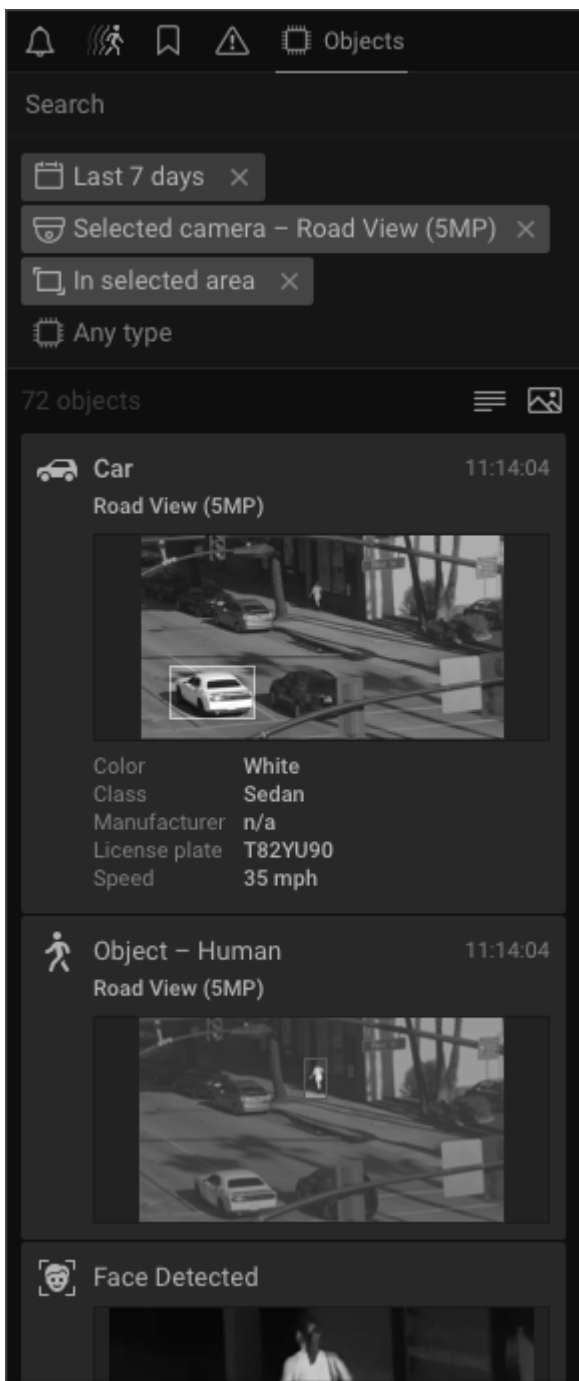 Objects
Search
Last 7 days
Selected camera – Road View (5MP)
In selected area
Any type
72 objects
Car 11:14:04
Road View (5MP)
Color White
Class Sedan
Manufacturer n/a
License plate T82YU90
Speed 35 mph
Object – Human 11:14:04
Road View (5MP)
Face Detected